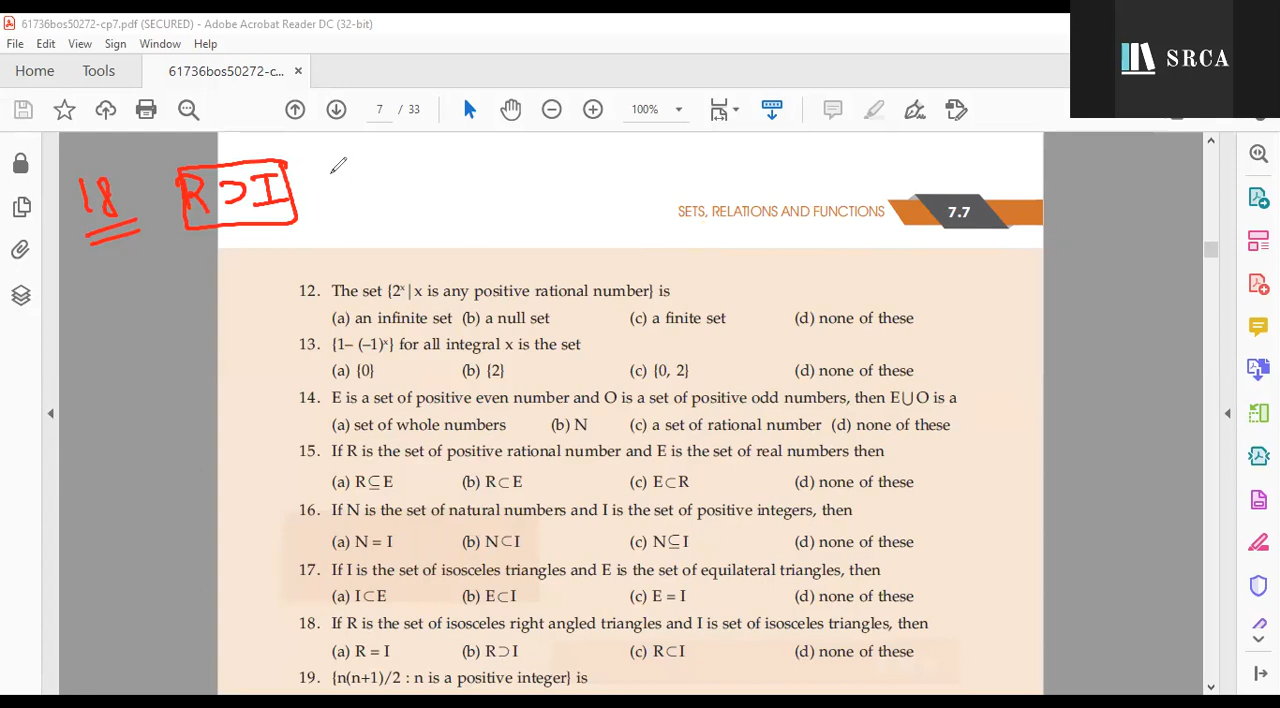 61736bos50272-cp7.pdf (SECURED) - Adobe Acrobat Reader DC (32-bit)
File Edit View Sign Window Help
Home Tools 61736bos50272-c... ×
7 / 33 100%
SRCA
18 R⊃I
SETS, RELATIONS AND FUNCTIONS 7.7
12. The set {2ˣ|x is any positive rational number} is
(a) an infinite set (b) a null set (c) a finite set (d) none of these
13. {1– (–1)ˣ} for all integral x is the set
(a) {0} (b) {2} (c) {0, 2} (d) none of these
14. E is a set of positive even number and O is a set of positive odd numbers, then E⋃O is a
(a) set of whole numbers (b) N (c) a set of rational number (d) none of these
15. If R is the set of positive rational number and E is the set of real numbers then
(a) R⊆E (b) R⊂E (c) E⊂R (d) none of these
16. If N is the set of natural numbers and I is the set of positive integers, then
(a) N = I (b) N⊂I (c) N⊆I (d) none of these
17. If I is the set of isosceles triangles and E is the set of equilateral triangles, then
(a) I⊂E (b) E⊂I (c) E = I (d) none of these
18. If R is the set of isosceles right angled triangles and I is set of isosceles triangles, then
(a) R = I (b) R⊃I (c) R⊂I (d) none of these
19. {n(n+1)/2 : n is a positive integer} is